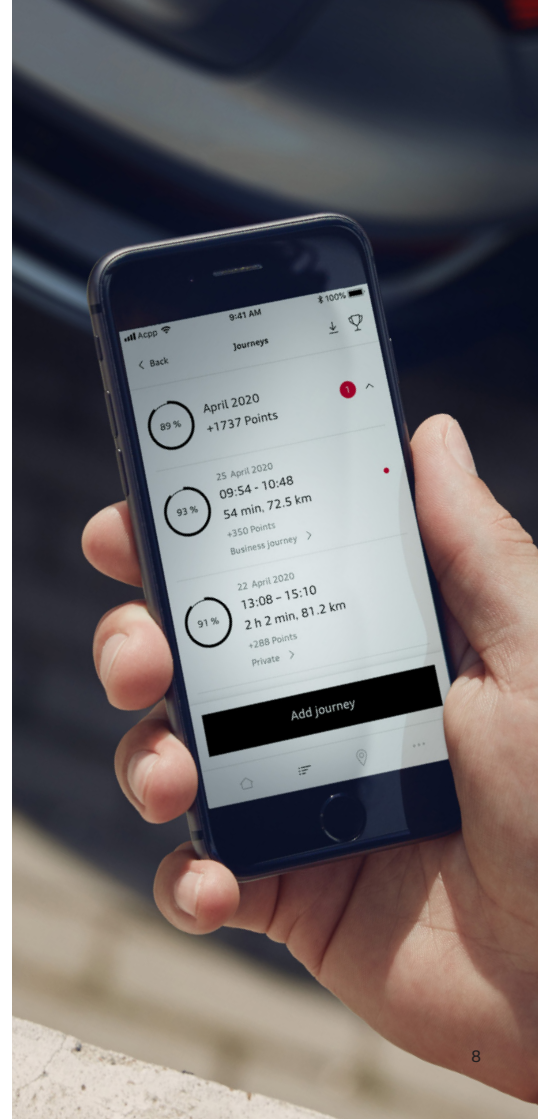 Acpp
9:41 AM
100%
Back
Journeys
89 %
April 2020
+1737 Points
1
25 April 2020
93 %
09:54 - 10:48
54 min, 72.5 km
+350 Points
Business journey
22 April 2020
91 %
13:08 – 15:10
2 h 2 min, 81.2 km
+288 Points
Private
Add journey
8